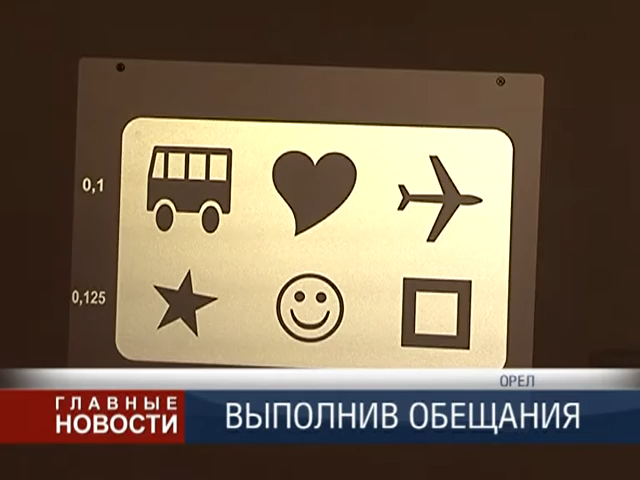 0,1
0,125
ОРЕЛ
ГЛАВНЫЕ
НОВОСТИ
ВЫПОЛНИВ ОБЕЩАНИЯ